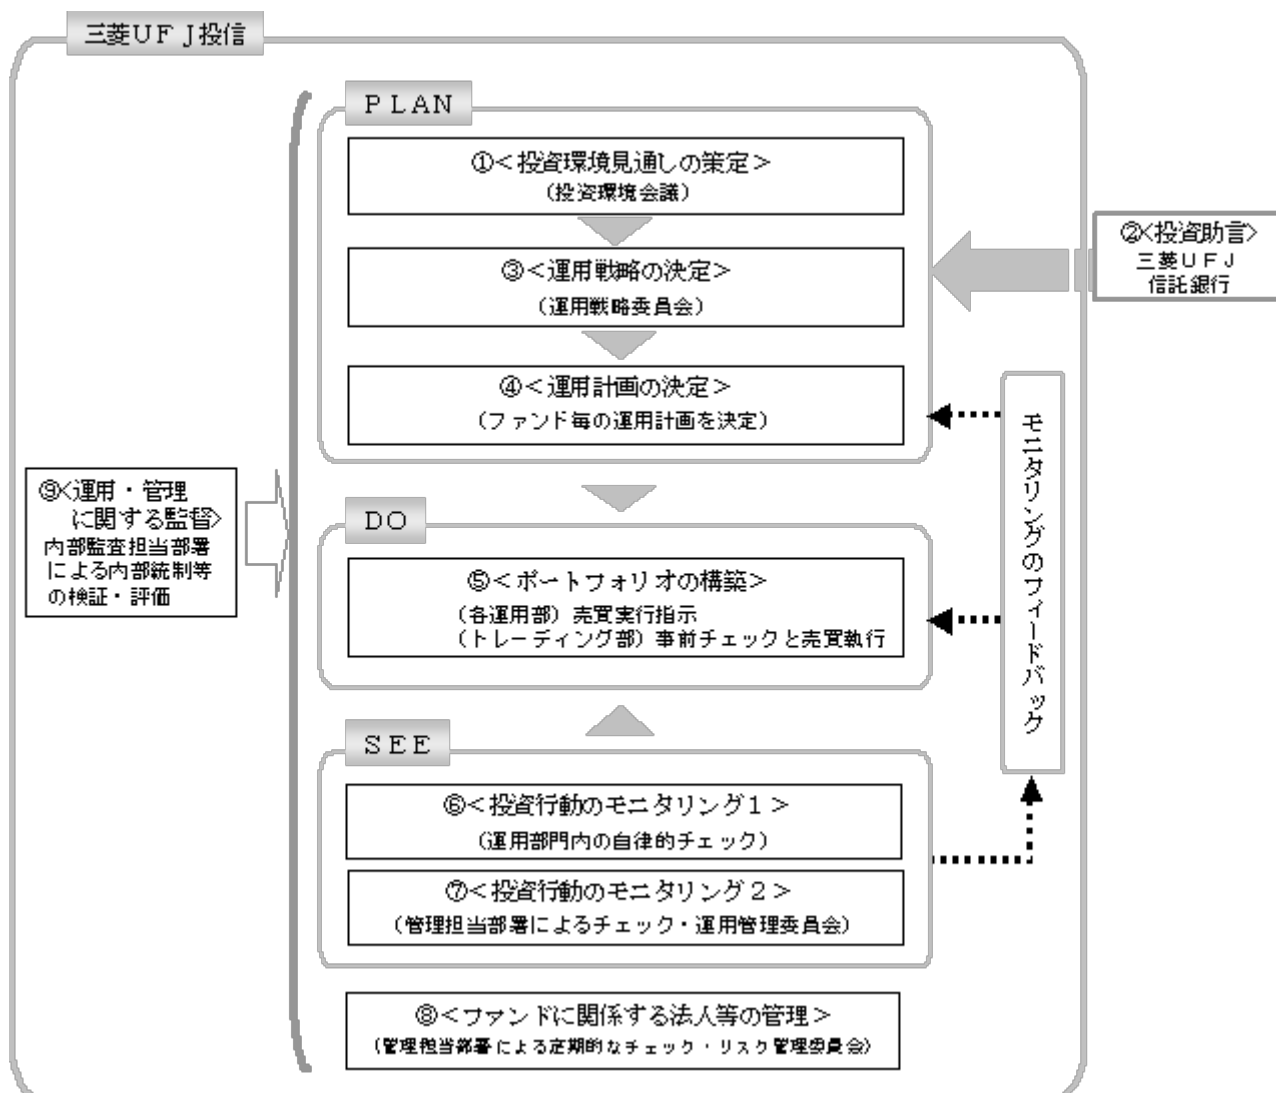 三菱ＵＦＪ投信
ＰＬＡＮ
①＜投資環境見通しの策定＞
（投資環境会議）
②＜投資助言＞
三菱ＵＦＪ
信託銀行
③＜運用戦略の決定＞
（運用戦略委員会）
④＜運用計画の決定＞
（ファンド毎の運用計画を決定）
モニタリングのフィードバック
⑨＜運用・管理
に関する監督＞
内部監査担当部署
による内部統制等
の検証・評価
ＤＯ
⑤＜ポートフォリオの構築＞
（各運用部）売買実行指示
（トレーディング部）事前チェックと売買執行
ＳＥＥ
⑥＜投資行動のモニタリング１＞
（運用部門内の自律的チェック）
⑦＜投資行動のモニタリング２＞
（管理担当部署によるチェック・運用管理委員会）
⑧＜ファンドに関係する法人等の管理＞
（管理担当部署による定期的なチェック・リスク管理委員会）